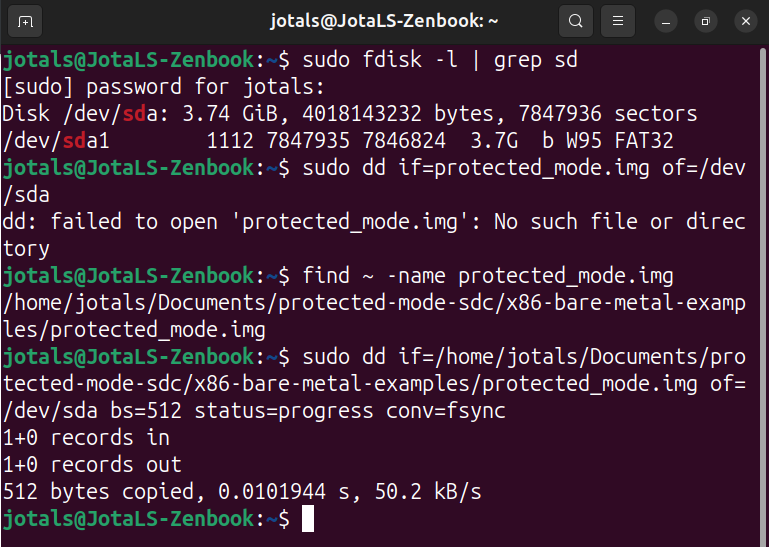 jotals@JotaLS-Zenbook: ~
jotals@JotaLS-Zenbook:~$ sudo fdisk -l | grep sd
[sudo] password for jotals:
Disk /dev/sda: 3.74 GiB, 4018143232 bytes, 7847936 sectors
/dev/sda1        1112 7847935 7846824  3.7G  b W95 FAT32
jotals@JotaLS-Zenbook:~$ sudo dd if=protected_mode.img of=/dev
/sda
dd: failed to open 'protected_mode.img': No such file or direc
tory
jotals@JotaLS-Zenbook:~$ find ~ -name protected_mode.img
/home/jotals/Documents/protected-mode-sdc/x86-bare-metal-examp
les/protected_mode.img
jotals@JotaLS-Zenbook:~$ sudo dd if=/home/jotals/Documents/pro
tected-mode-sdc/x86-bare-metal-examples/protected_mode.img of=
/dev/sda bs=512 status=progress conv=fsync
1+0 records in
1+0 records out
512 bytes copied, 0.0101944 s, 50.2 kB/s
jotals@JotaLS-Zenbook:~$